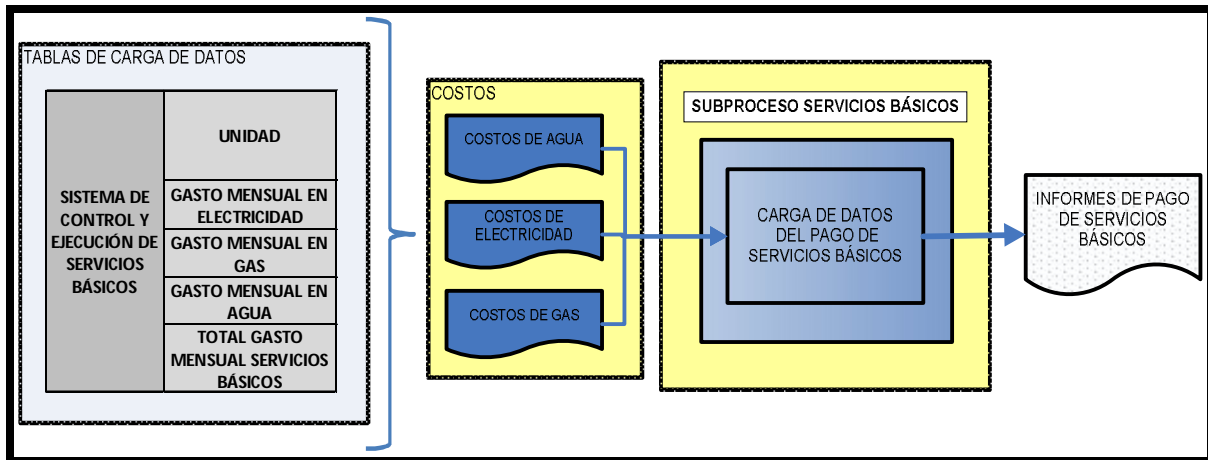 TABLAS DE CARGA DE DATOS
SISTEMA DE
CONTROL Y
EJECUCIÓN DE
SERVICIOS
BÁSICOS
UNIDAD
GASTO MENSUAL EN
ELECTRICIDAD
GASTO MENSUAL EN
GAS
GASTO MENSUAL EN
AGUA
TOTAL GASTO
MENSUAL SERVICIOS
BÁSICOS
COSTOS
COSTOS DE AGUA
COSTOS DE
ELECTRICIDAD
COSTOS DE GAS
SUBPROCESO SERVICIOS BÁSICOS
CARGA DE DATOS
DEL PAGO DE
SERVICIOS BÁSICOS
INFORMES DE PAGO
DE SERVICIOS
BÁSICOS